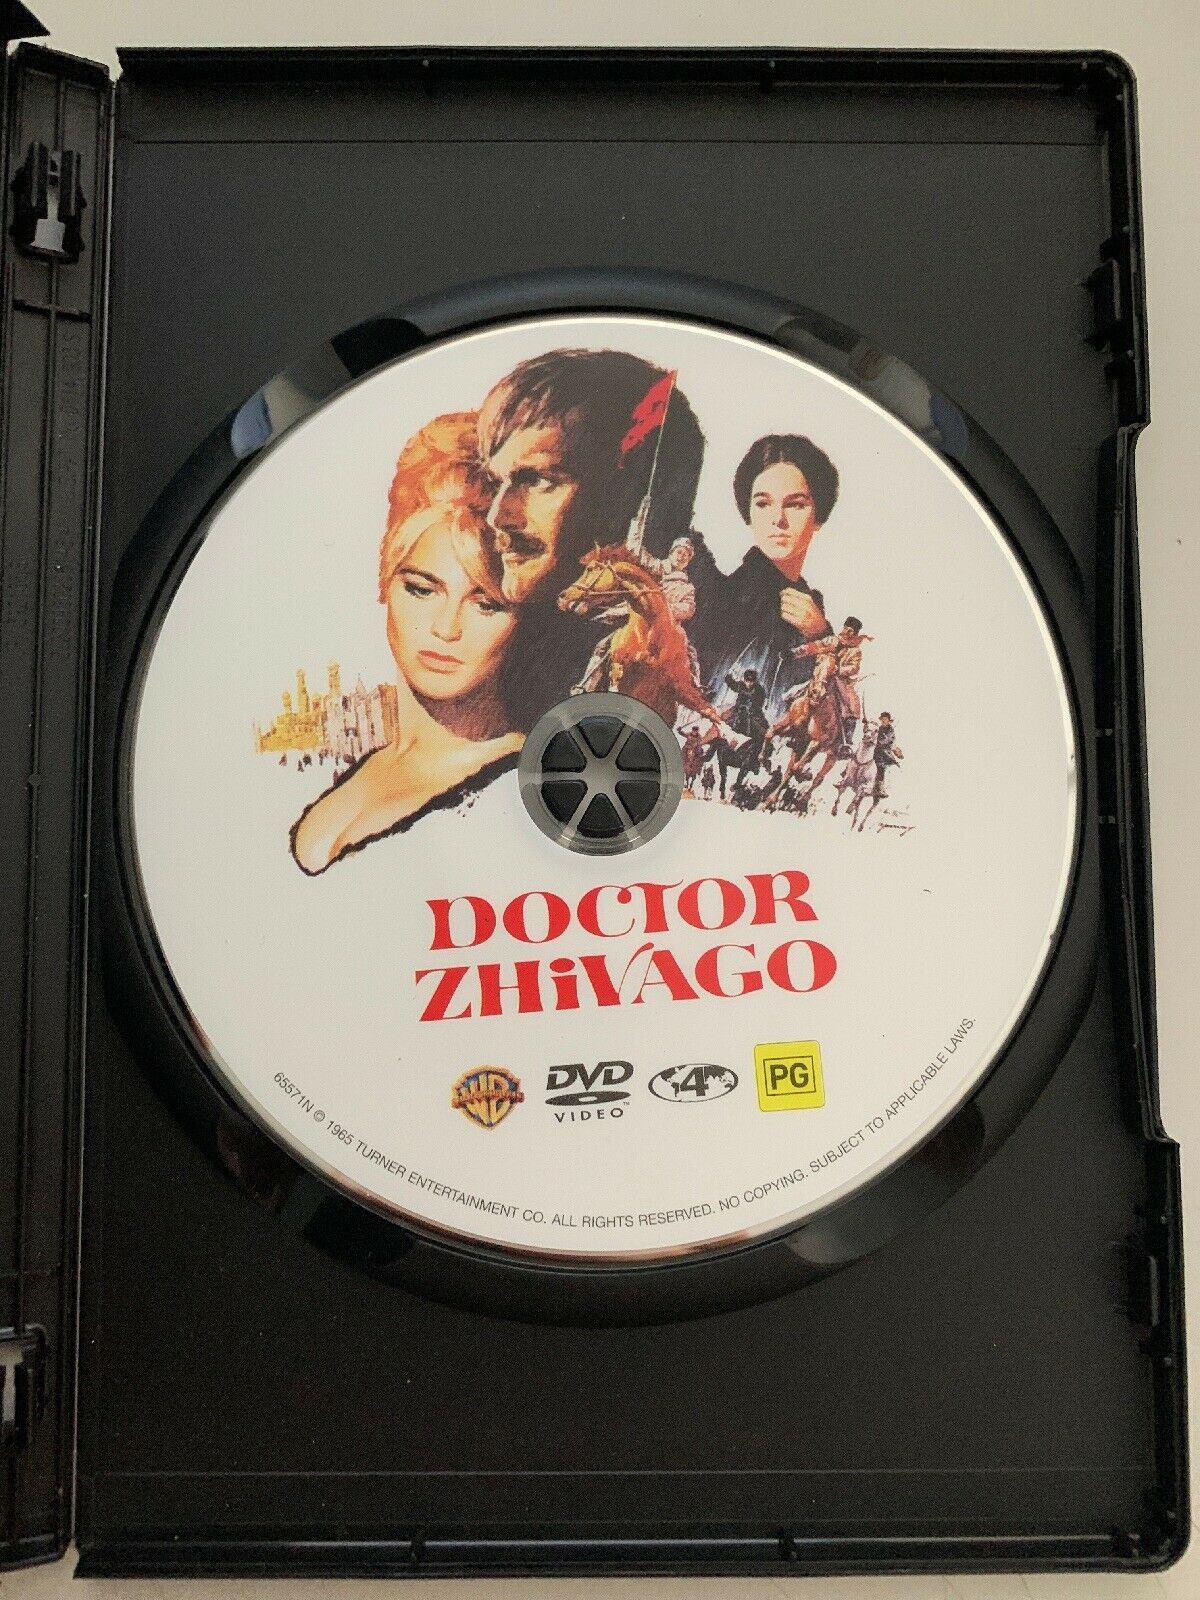 DOCTOR
ZHiVAGO
DVD
VIDEO™
4
PG
65571N © 1965 TURNER ENTERTAINMENT CO. ALL RIGHTS RESERVED. NO COPYING. SUBJECT TO APPLICABLE LAWS.